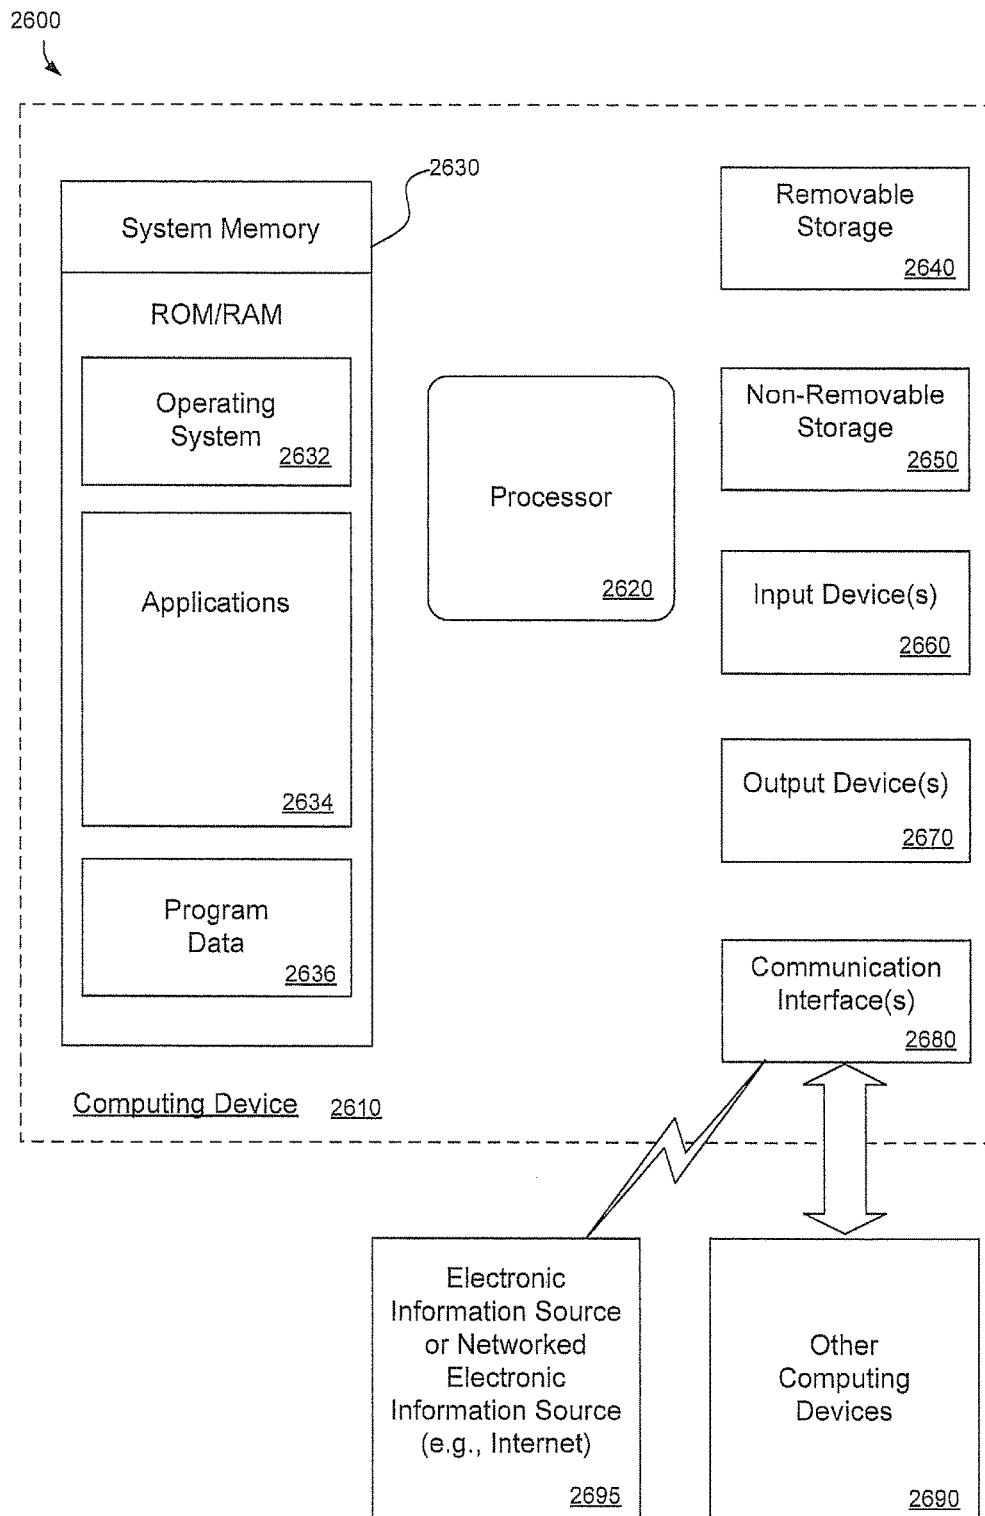 2600
2630
System Memory
ROM/RAM
Operating
System
2632
Applications
2634
Program
Data
2636
Processor
2620
Removable
Storage
2640
Non-Removable
Storage
2650
Input Device(s)
2660
Output Device(s)
2670
Communication
Interface(s)
2680
Computing Device 2610
Electronic
Information Source
or Networked
Electronic
Information Source
(e.g., Internet)
2695
Other
Computing
Devices
2690